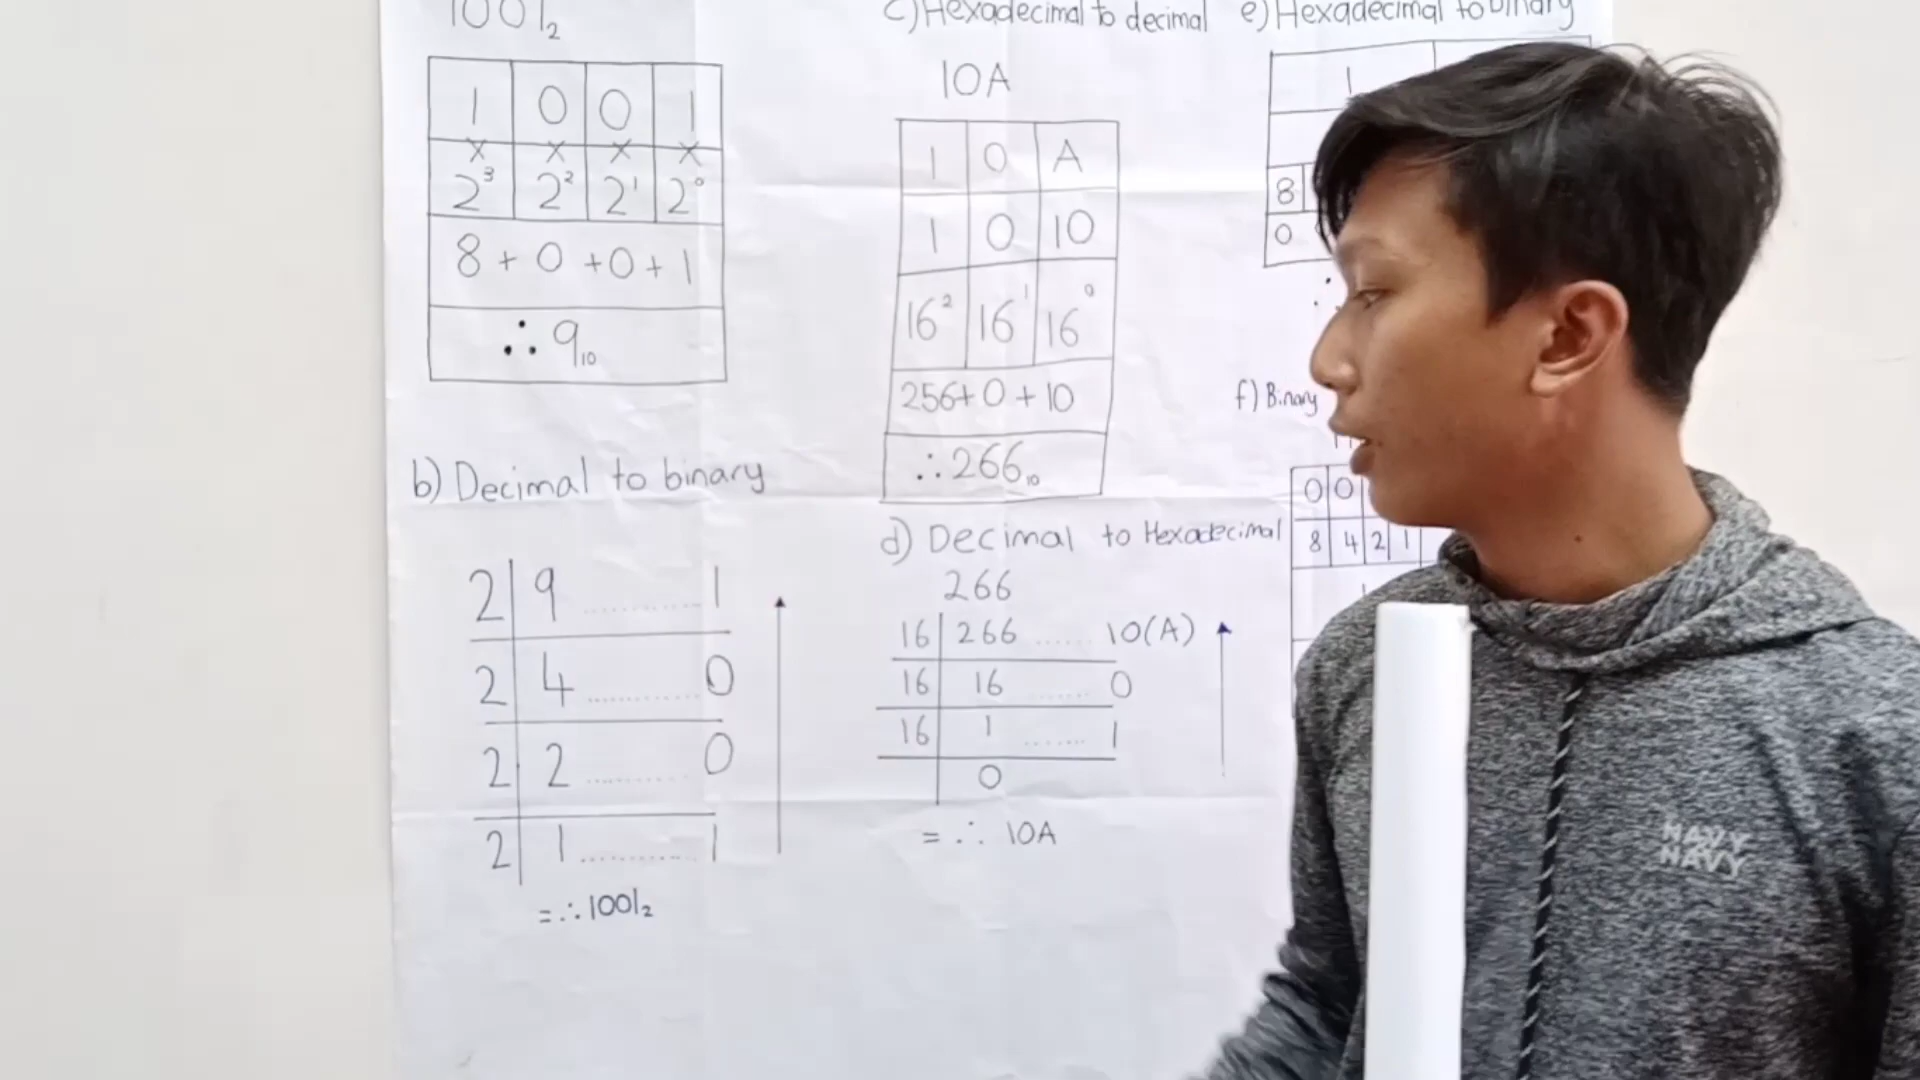 1001₂
1 0 0 1
× × × ×
2³ 2² 2¹ 2⁰
8 + 0 + 0 + 1
∴ 9₁₀
b) Decimal to binary
2 9 .......... 1
2 4 .......... 0
2 2 .......... 0
2 1 .......... 1
= ∴ 1001₂
c) Hexadecimal to decimal
10A
1 0 A
1 0 10
16² 16¹ 16⁰
256 + 0 + 10
∴ 266₁₀
d) Decimal to Hexadecimal
266
16 266 ...... 10(A)
16 16 ...... 0
16 1 ...... 1
0
= ∴ 10A
e) Hexadecimal to binary
1
8
0
∴
f) Binary
0 0
8 4 2 1
NAVY
NAVY